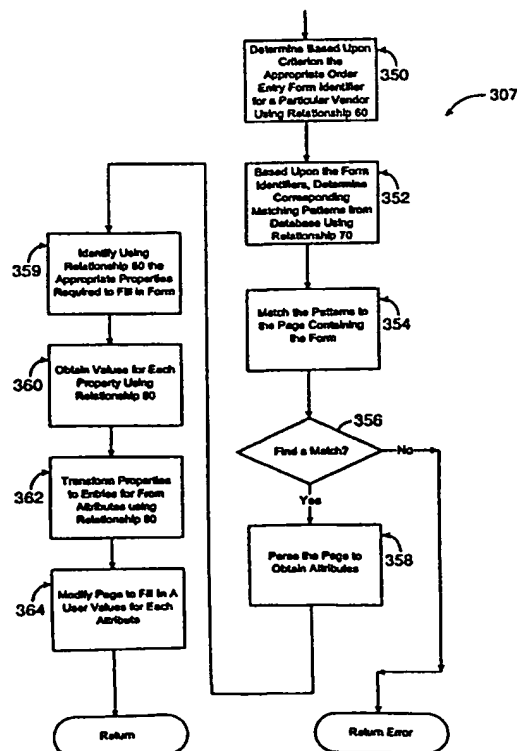 Determine Based Upon
Criterion the
Appropriate Order
Entry Form Identifier
for a Particular Vendor
Using Relationship 60
350
307
Based Upon the Form
Identifiers, Determine
Corresponding
Matching Patterns from
Database Using
Relationship 70
352
Match the Patterns to
the Page Containing
the Form
354
356
Find a Match?
No
Yes
Parse the Page to
Obtain Attributes
358
Identify Using
Relationship 80 the
Appropriate Properties
Required to Fill in Form
359
Obtain Values for Each
Property Using
Relationship 80
360
Transform Properties
to Entries for From
Attributes using
Relationship 80
362
Modify Page to Fill In A
User Values for Each
Attribute
364
Return
Return Error